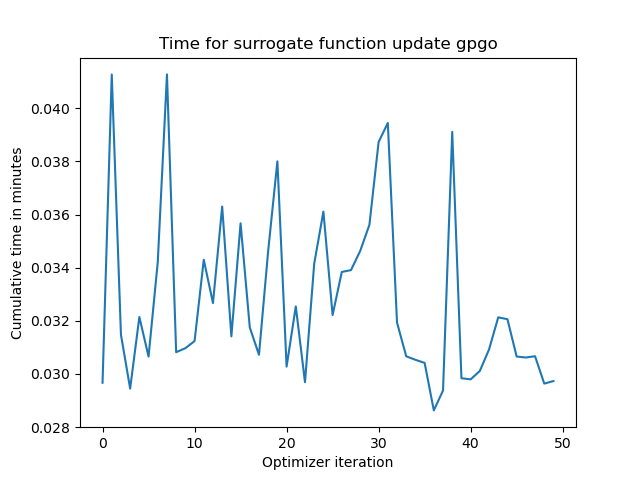 Time for surrogate function update gpgo
Cumulative time in minutes
0.040
0.038
0.036
0.034
0.032
0.030
0.028
0 10 20 30 40 50
Optimizer iteration